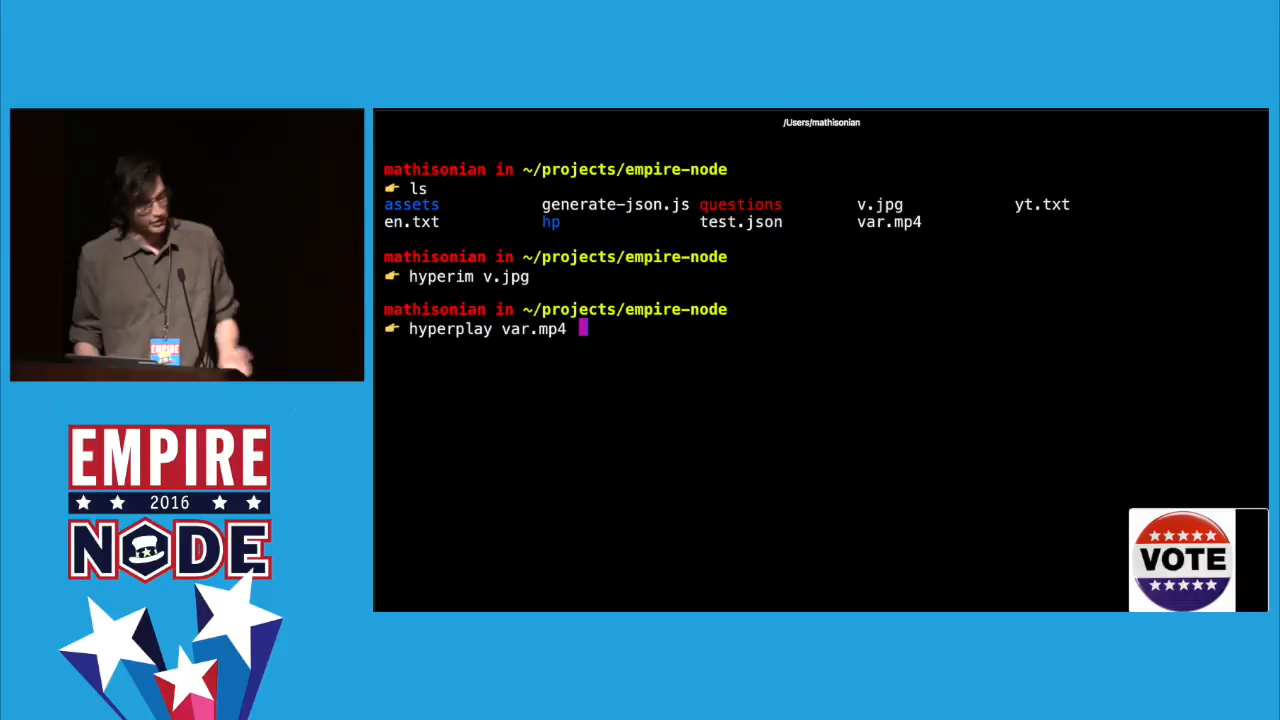 /Users/mathisonian
mathisonian in ~/projects/empire-node
👉 ls
assets generate-json.js questions v.jpg yt.txt
en.txt hp test.json var.mp4
mathisonian in ~/projects/empire-node
👉 hyperim v.jpg
mathisonian in ~/projects/empire-node
👉 hyperplay var.mp4
EMPIRE
EMPIRE
2016
NODE
VOTE